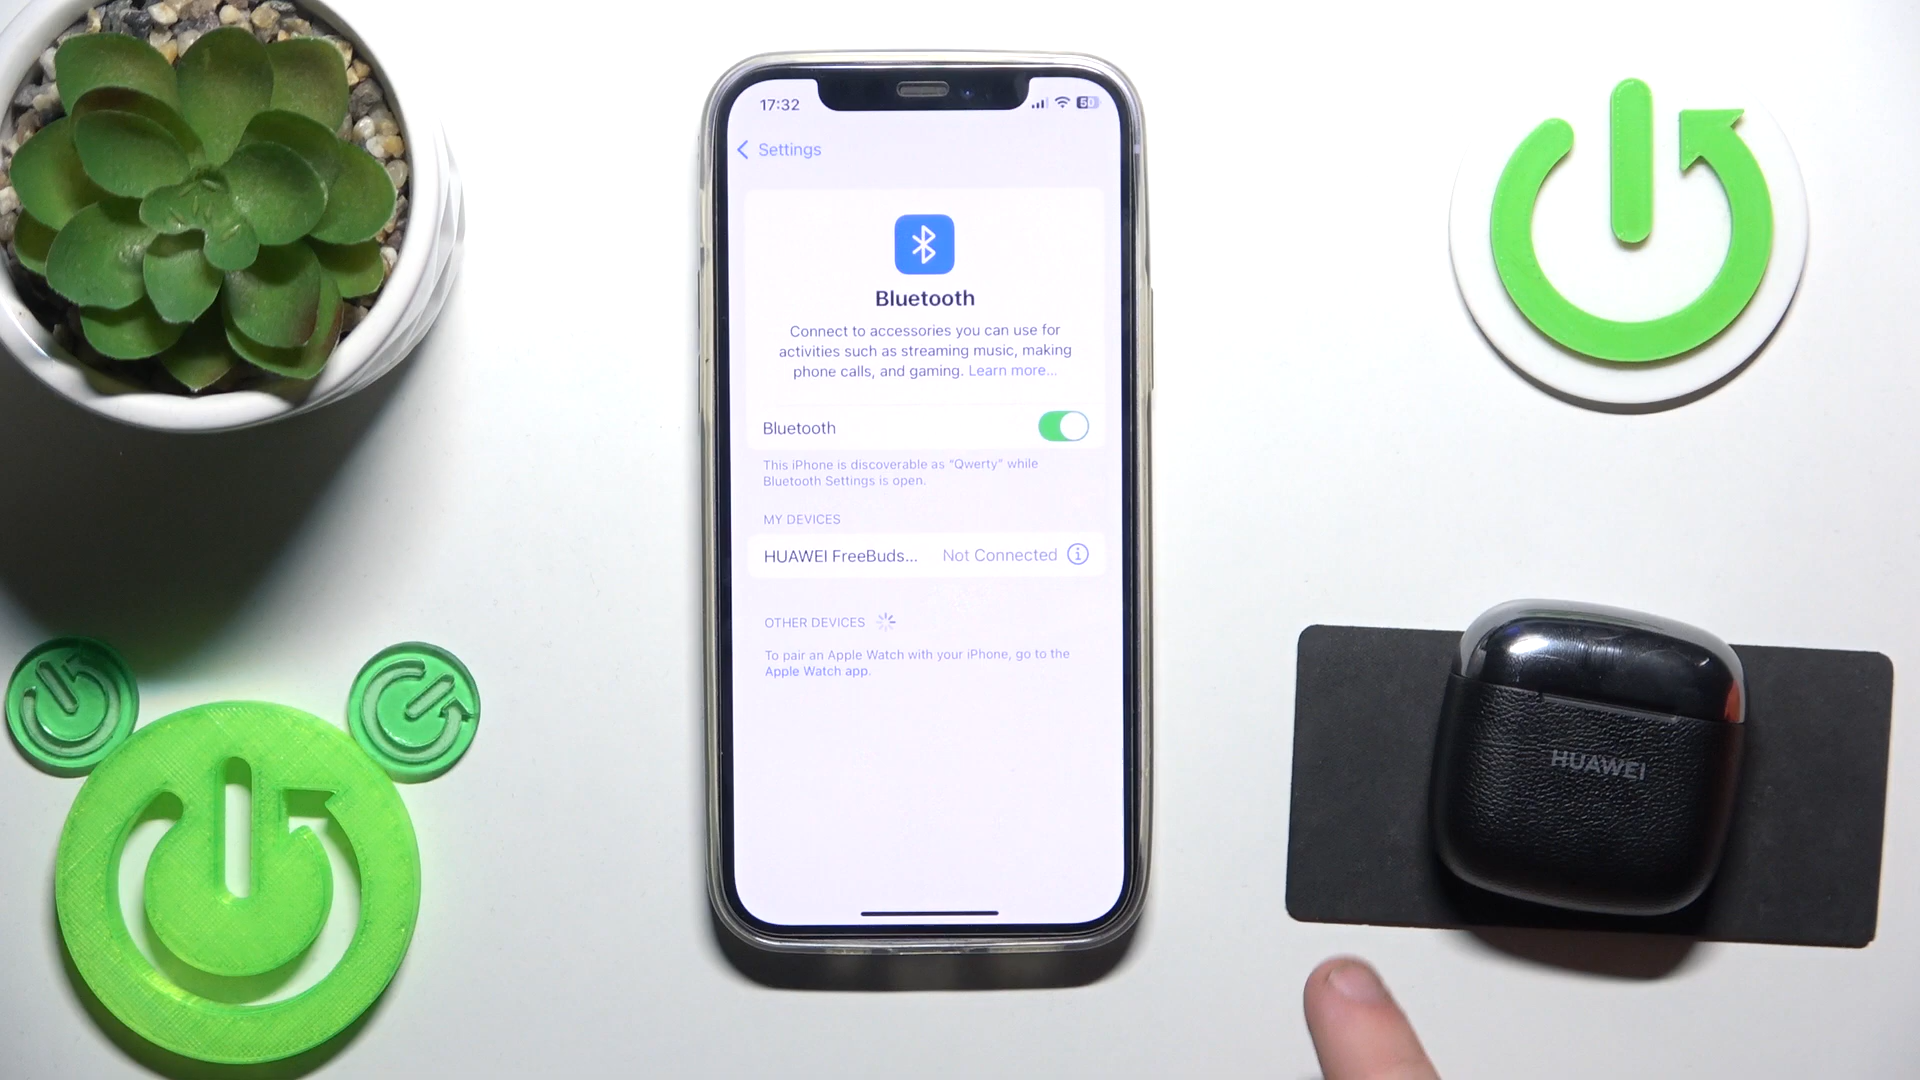 17:32
50
Settings
Bluetooth
Connect to accessories you can use for
activities such as streaming music, making
phone calls, and gaming. Learn more...
Bluetooth
This iPhone is discoverable as “Qwerty” while
Bluetooth Settings is open.
MY DEVICES
HUAWEI FreeBuds... Not Connected
OTHER DEVICES
To pair an Apple Watch with your iPhone, go to the
Apple Watch app.
HUAWEI